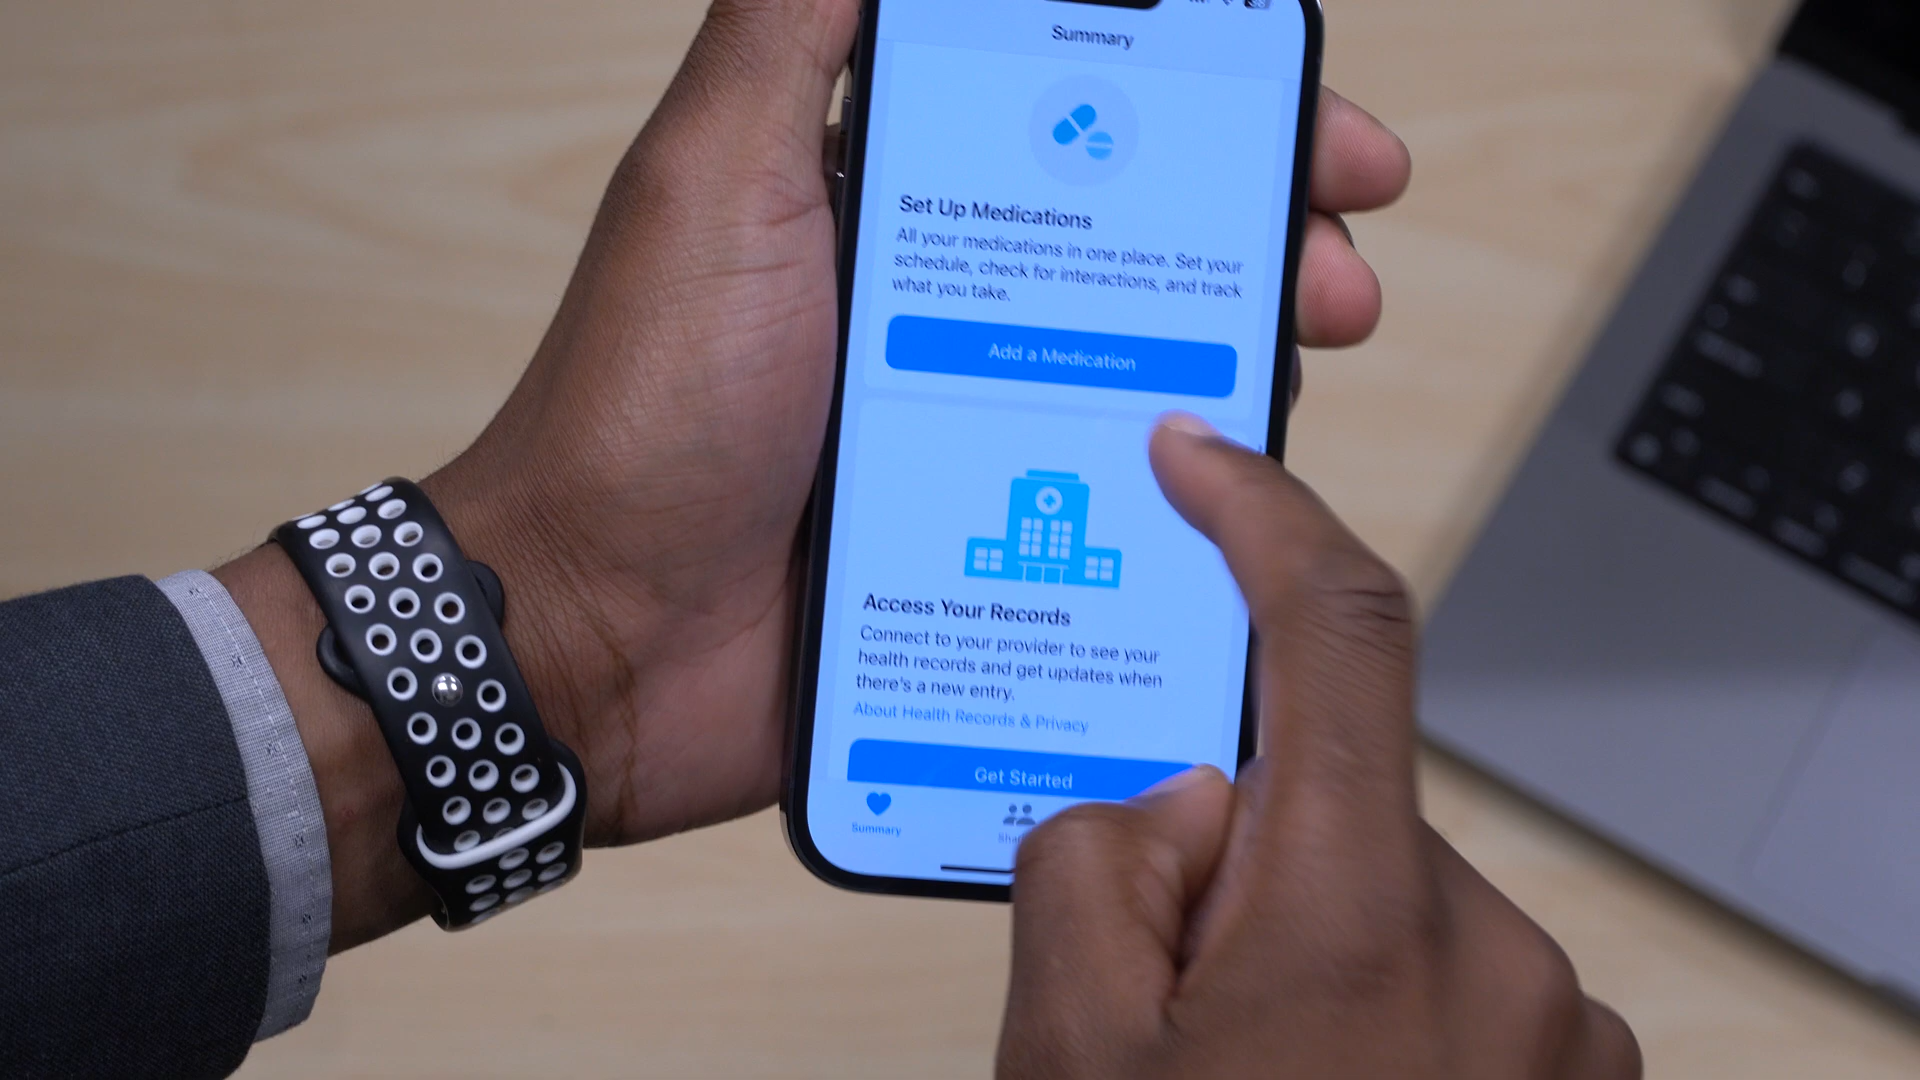 Summary
Set Up Medications
All your medications in one place. Set your
schedule, check for interactions, and track
what you take.
Add a Medication
Access Your Records
Connect to your provider to see your
health records and get updates when
there's a new entry.
About Health Records & Privacy
Get Started
Summary